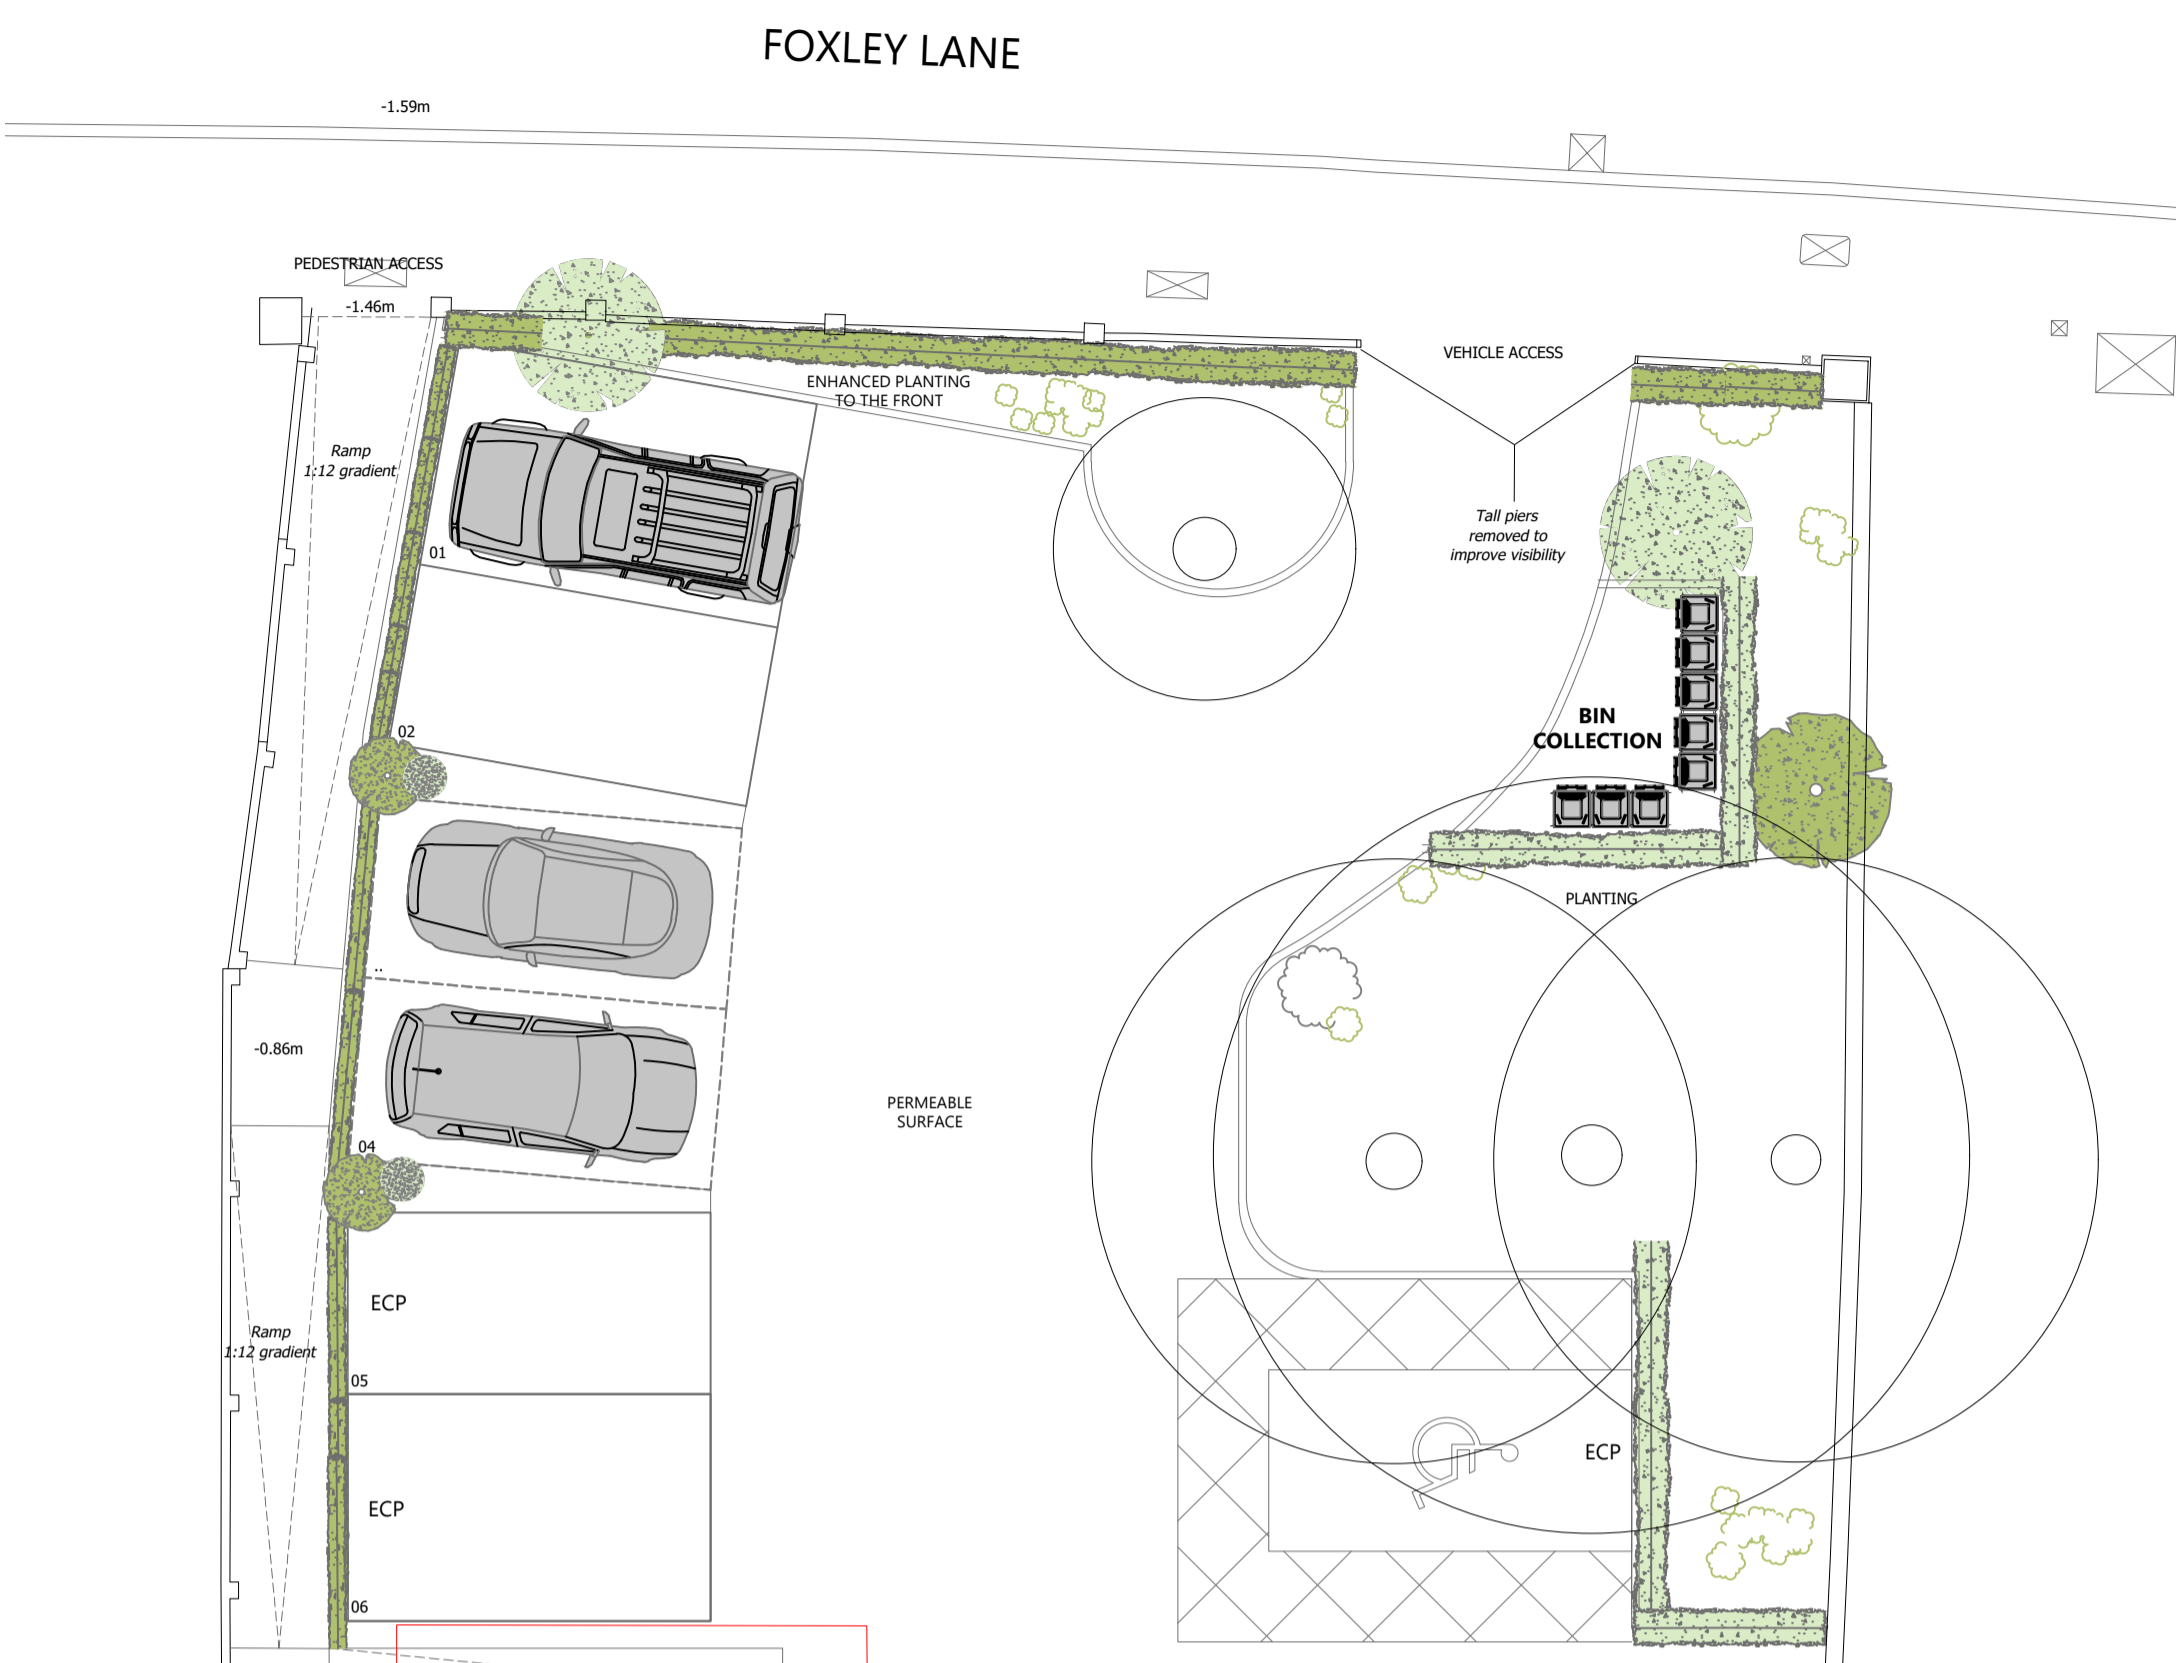 FOXLEY LANE
-1.59m
PEDESTRIAN ACCESS
-1.46m
VEHICLE ACCESS
ENHANCED PLANTING
TO THE FRONT
Ramp
1:12 gradient
01
Tall piers
removed to
improve visibility
02
BIN
COLLECTION
PLANTING
..
-0.86m
PERMEABLE
SURFACE
04
ECP
Ramp
1:12 gradient
05
ECP
ECP
06